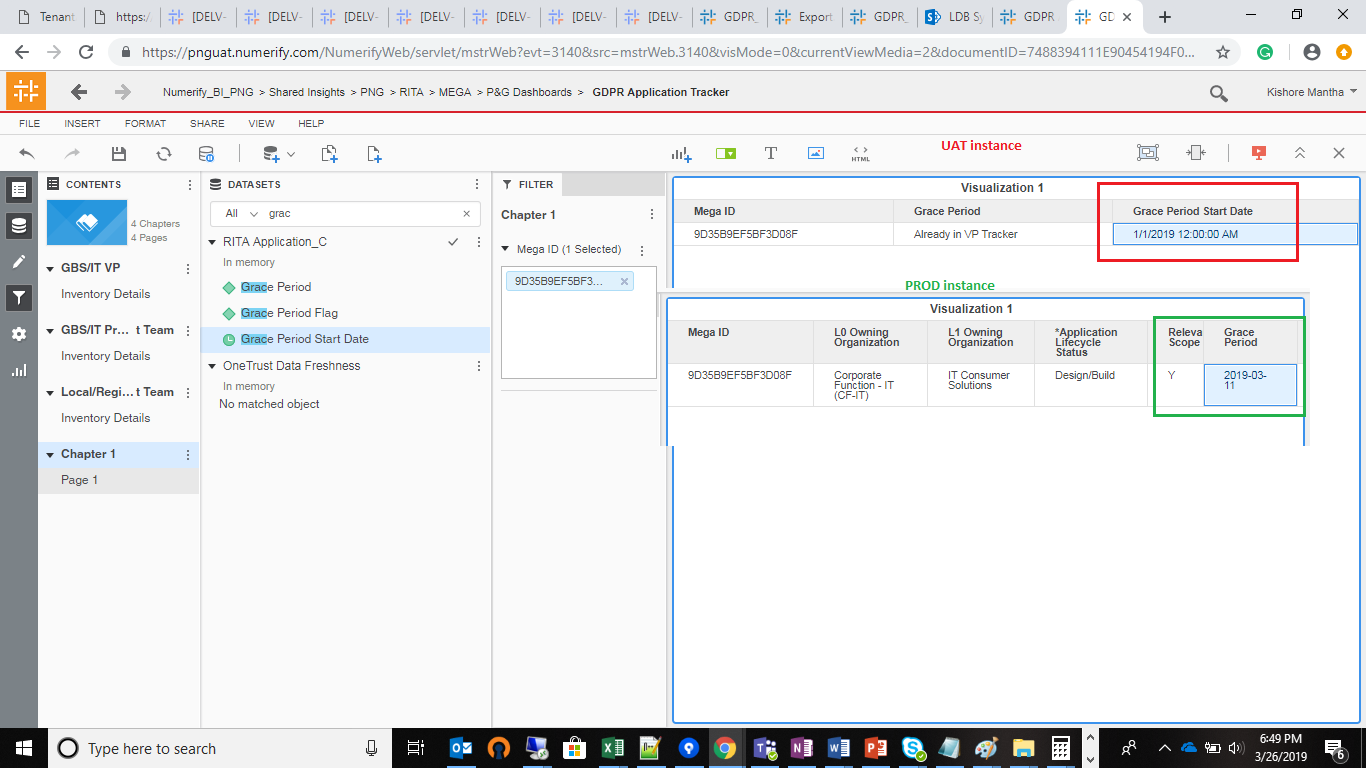 Tenant
https:/
[DELV-
[DELV-
[DELV-
[DELV-
[DELV-
[DELV-
[DELV-
GDPR_
Export
GDPR_
LDB Sy
GDPR
GD
https://pnguat.numerify.com/NumerifyWeb/servlet/mstrWeb?evt=3140&src=mstrWeb.3140&visMode=0&currentViewMedia=2&documentID=7488394111E90454194F0...
Numerify_BI_PNG > Shared Insights > PNG > RITA > MEGA > P&G Dashboards > GDPR Application Tracker
Kishore Mantha
FILE INSERT FORMAT SHARE VIEW HELP
HTML
UAT instance
CONTENTS
4 Chapters
4 Pages
GBS/IT VP
Inventory Details
GBS/IT Pr... t Team
Inventory Details
Local/Regi... t Team
Inventory Details
Chapter 1
Page 1
DATASETS
All grac
RITA Application_C
In memory
Grace Period
Grace Period Flag
Grace Period Start Date
OneTrust Data Freshness
In memory
No matched object
FILTER
Chapter 1
Mega ID (1 Selected)
9D35B9EF5BF3...
Visualization 1
Mega ID Grace Period Grace Period Start Date
9D35B9EF5BF3D08F Already in VP Tracker 1/1/2019 12:00:00 AM
PROD instance
Visualization 1
Mega ID
L0 Owning
Organization
L1 Owning
Organization
*Application
Lifecycle
Status
Releva
Scope
Grace
Period
9D35B9EF5BF3D08F
Corporate
Function - IT
(CF-IT)
IT Consumer
Solutions
Design/Build
Y
2019-03-
11
Type here to search
6:49 PM
3/26/2019
6